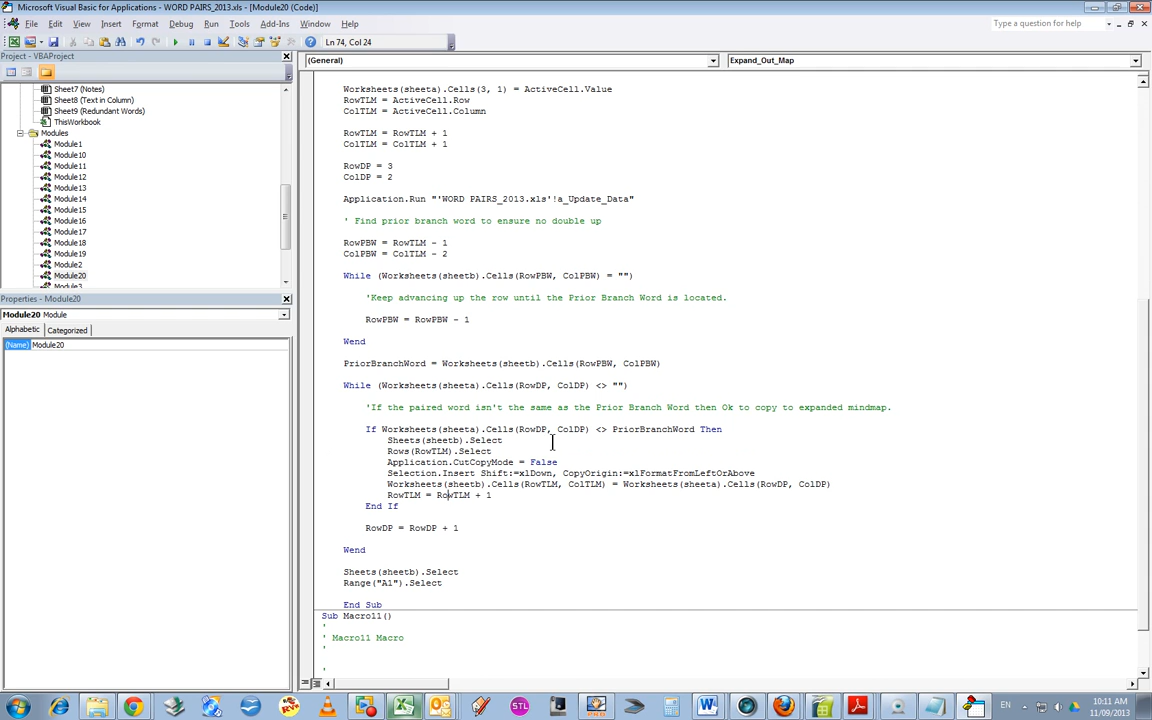 Microsoft Visual Basic for Applications - WORD PAIRS_2013.xls - [Module20 (Code)]
File Edit View Insert Format Debug Run Tools Add-Ins Window Help
Type a question for help
Ln 74, Col 24
Project - VBAProject
Sheet7 (Notes)
Sheet8 (Text in Column)
Sheet9 (Redundant Words)
ThisWorkbook
Modules
Module1
Module10
Module11
Module12
Module13
Module14
Module15
Module16
Module17
Module18
Module19
Module2
Module20
Module3
Properties - Module20
Module20 Module
Alphabetic Categorized
(Name) Module20
(General) Expand_Out_Map
Worksheets(sheeta).Cells(3, 1) = ActiveCell.Value
RowTLM = ActiveCell.Row
ColTLM = ActiveCell.Column
RowTLM = RowTLM + 1
ColTLM = ColTLM + 1
RowDP = 3
ColDP = 2
Application.Run "'WORD PAIRS_2013.xls'!a_Update_Data"
' Find prior branch word to ensure no double up
RowPBW = RowTLM - 1
ColPBW = ColTLM - 2
While (Worksheets(sheetb).Cells(RowPBW, ColPBW) = "")
'Keep advancing up the row until the Prior Branch Word is located.
RowPBW = RowPBW - 1
Wend
PriorBranchWord = Worksheets(sheetb).Cells(RowPBW, ColPBW)
While (Worksheets(sheeta).Cells(RowDP, ColDP) <> "")
'If the paired word isn't the same as the Prior Branch Word then Ok to copy to expanded mindmap.
If Worksheets(sheeta).Cells(RowDP, ColDP) <> PriorBranchWord Then
Sheets(sheetb).Select
Rows(RowTLM).Select
Application.CutCopyMode = False
Selection.Insert Shift:=xlDown, CopyOrigin:=xlFormatFromLeftOrAbove
Worksheets(sheetb).Cells(RowTLM, ColTLM) = Worksheets(sheeta).Cells(RowDP, ColDP)
RowTLM = RowTLM + 1
End If
RowDP = RowDP + 1
Wend
Sheets(sheetb).Select
Range("A1").Select
End Sub
Sub Macro11()
'
' Macro11 Macro
'
'
STL
EN
10:11 AM
11/09/2013